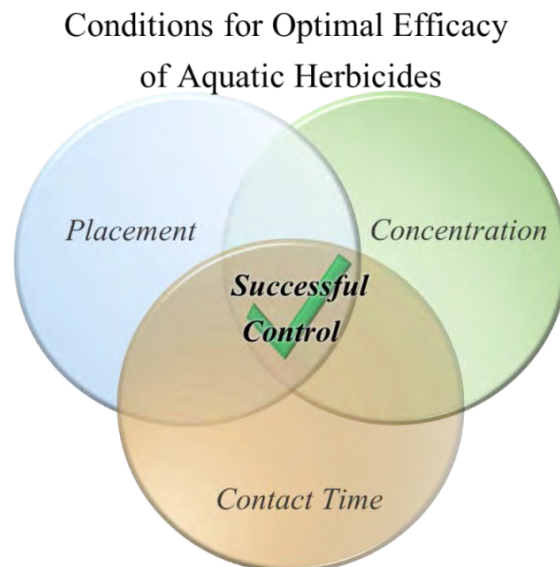 Conditions for Optimal Efficacy
of Aquatic Herbicides
Placement
Concentration
Successful
Control
Contact Time